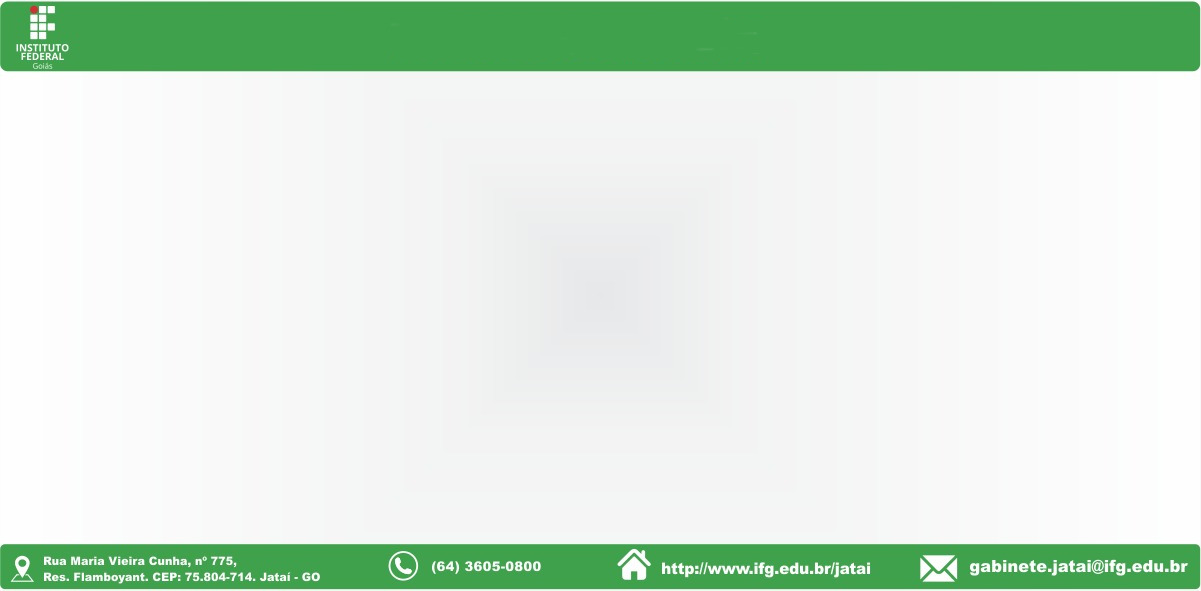 INSTITUTO
FEDERAL
Goiás
Rua Maria Vieira Cunha, nº 775,
Res. Flamboyant. CEP: 75.804-714. Jataí - GO
(64) 3605-0800
http://www.ifg.edu.br/jatai
gabinete.jatai@ifg.edu.br